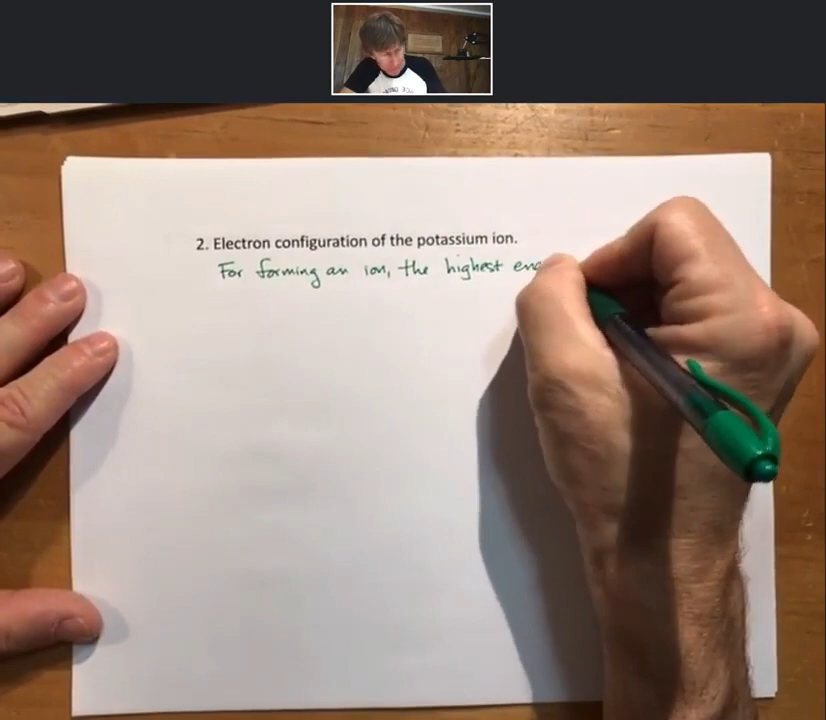 2. Electron configuration of the potassium ion.
For forming an ion, the highest